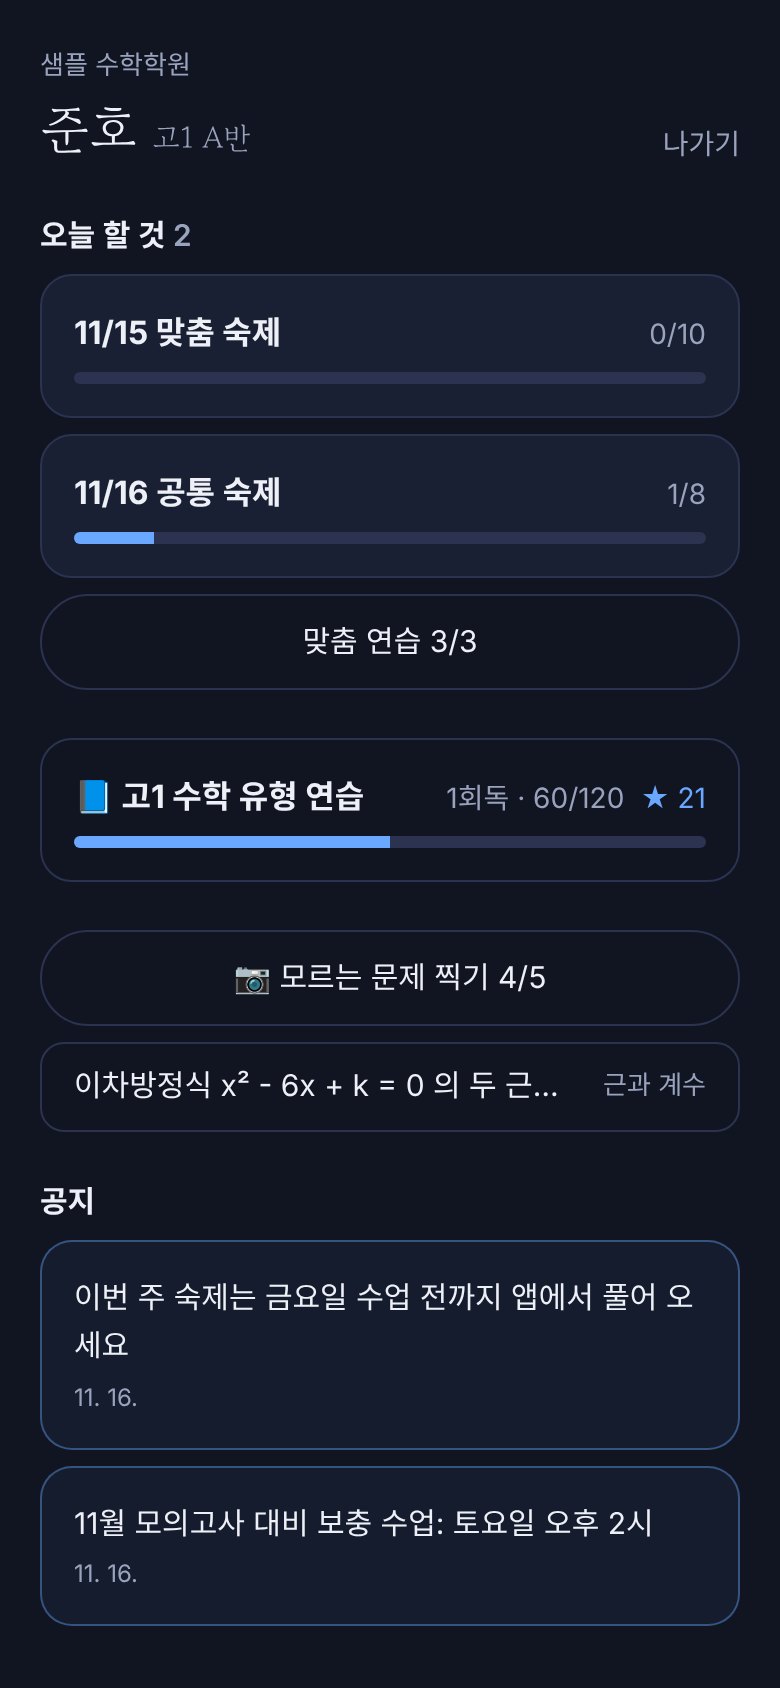 샘플 수학학원
준호 고1 A반
나가기
오늘 할 것 2
11/15 맞춤 숙제 0/10
11/16 공통 숙제 1/8
맞춤 연습 3/3
📘 고1 수학 유형 연습 1회독 · 60/120 ★ 21
📷 모르는 문제 찍기 4/5
이차방정식 x² - 6x + k = 0 의 두 근... 근과 계수
공지
이번 주 숙제는 금요일 수업 전까지 앱에서 풀어 오
세요
11. 16.
11월 모의고사 대비 보충 수업: 토요일 오후 2시
11. 16.